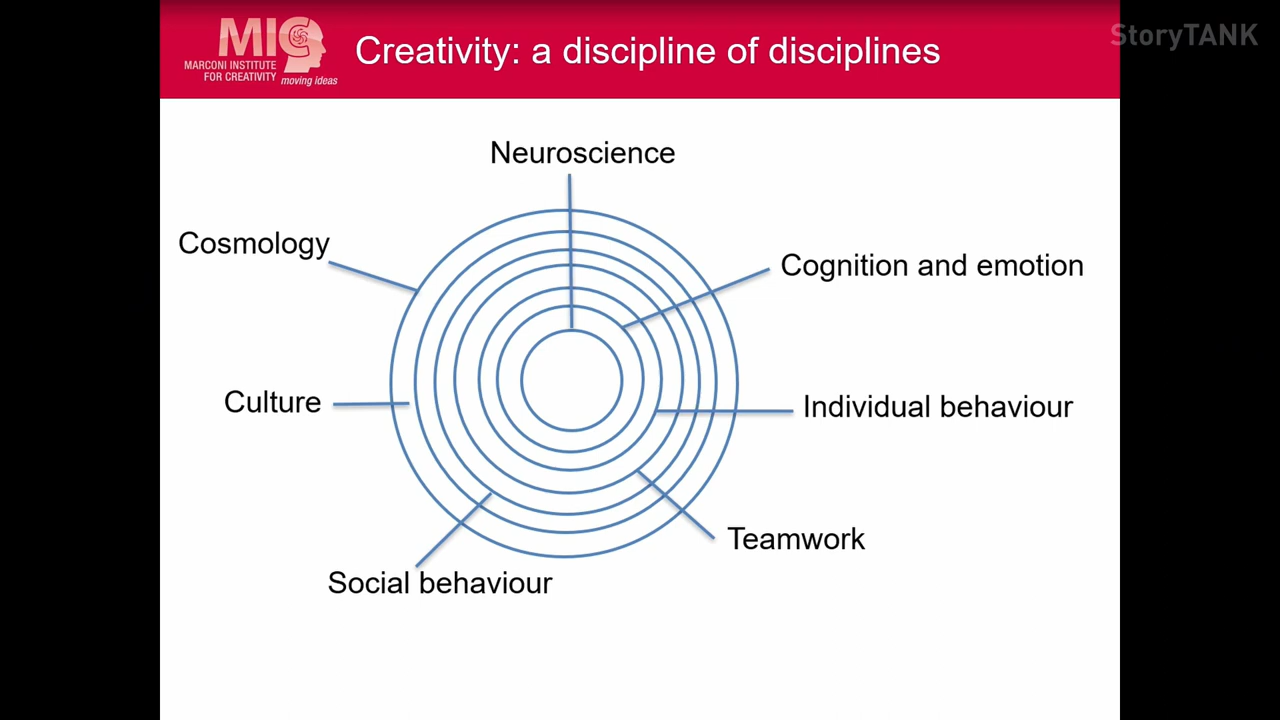 MIC
MARCONI INSTITUTE
FOR CREATIVITY
moving ideas
Creativity: a discipline of disciplines
StoryTANK
Neuroscience
Cosmology
Cognition and emotion
Culture
Individual behaviour
Teamwork
Social behaviour